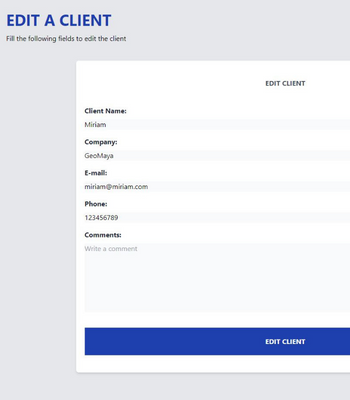 EDIT A CLIENT
Fill the following fields to edit the client
EDIT CLIENT
Client Name:
Miriam
Company:
GeoMaya
E-mail:
miriam@miriam.com
Phone:
123456789
Comments:
Write a comment
EDIT CLIENT